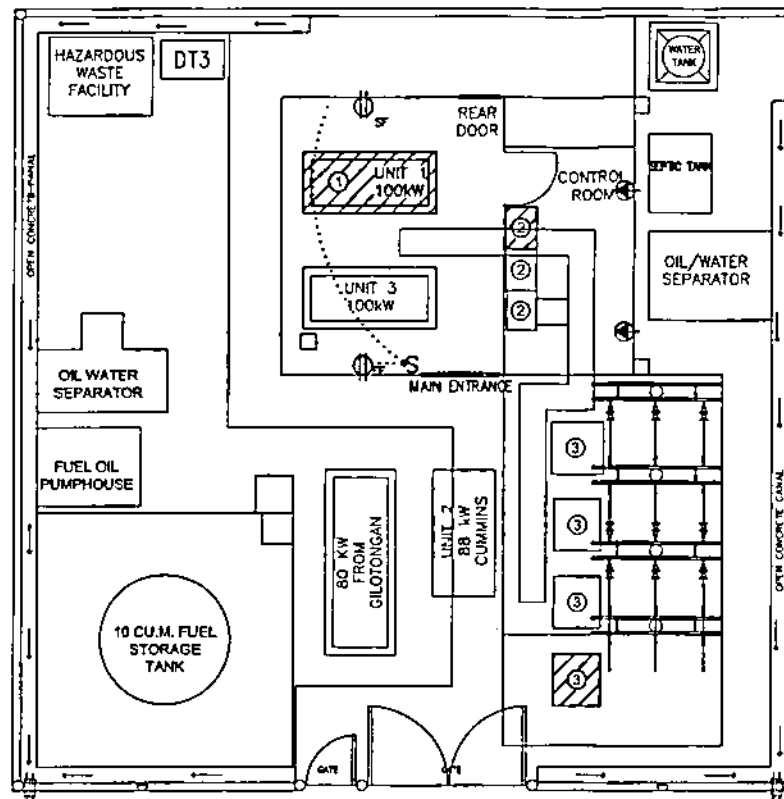 HAZARDOUS
WASTE
FACILITY
DT3
WATER
TANK
SF
REAR
DOOR
OPEN CONCRETE CANAL
1
UNIT 1
100kW
CONTROL
ROOM
SEPTIC TANK
2
2
2
OIL/WATER
SEPARATOR
UNIT 3
100kW
S
MAIN ENTRANCE
OIL WATER
SEPARATOR
FUEL OIL
PUMPHOUSE
80 KW
FROM
GILOTONGAN
UNIT 2
88 kW
CUMMINS
3
3
3
3
OPEN CONCRETE CANAL
10 CU.M. FUEL
STORAGE
TANK
GATE
GATE